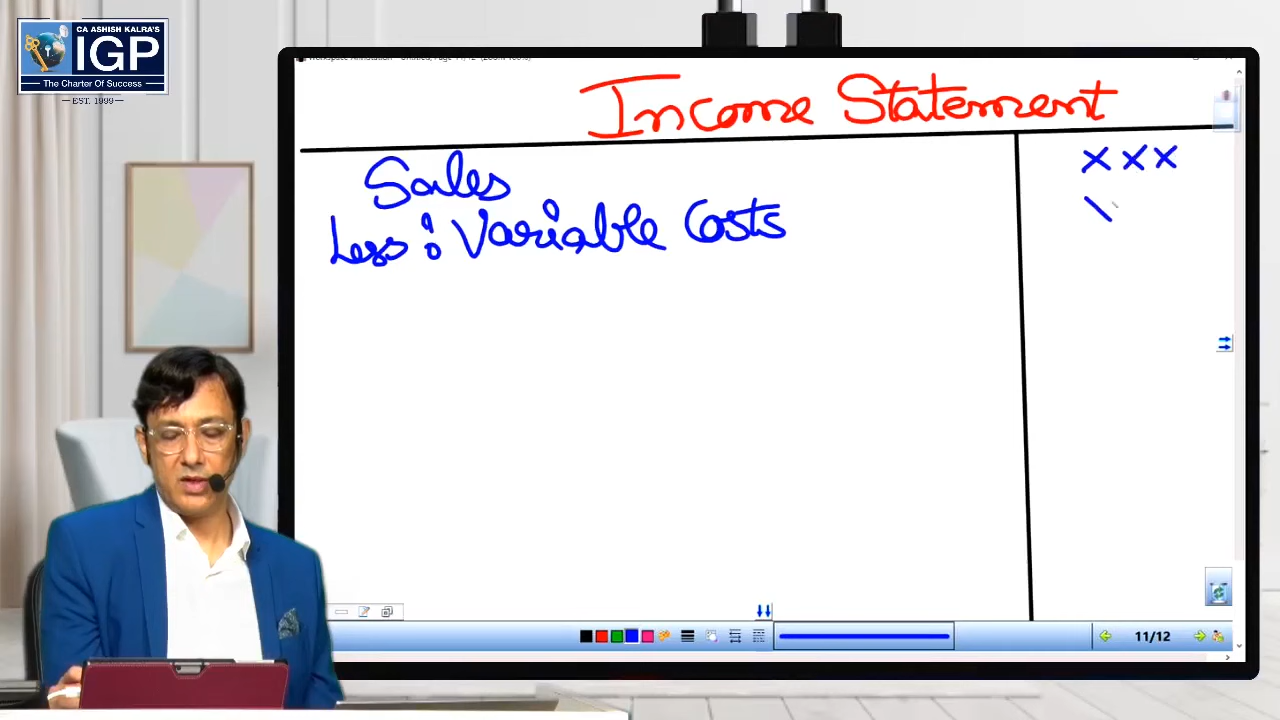 CA ASHISH KALRA'S
IGP
The Charter Of Success
EST. 1999
Income Statement
Sales xxx
Less: Variable Costs
11/12